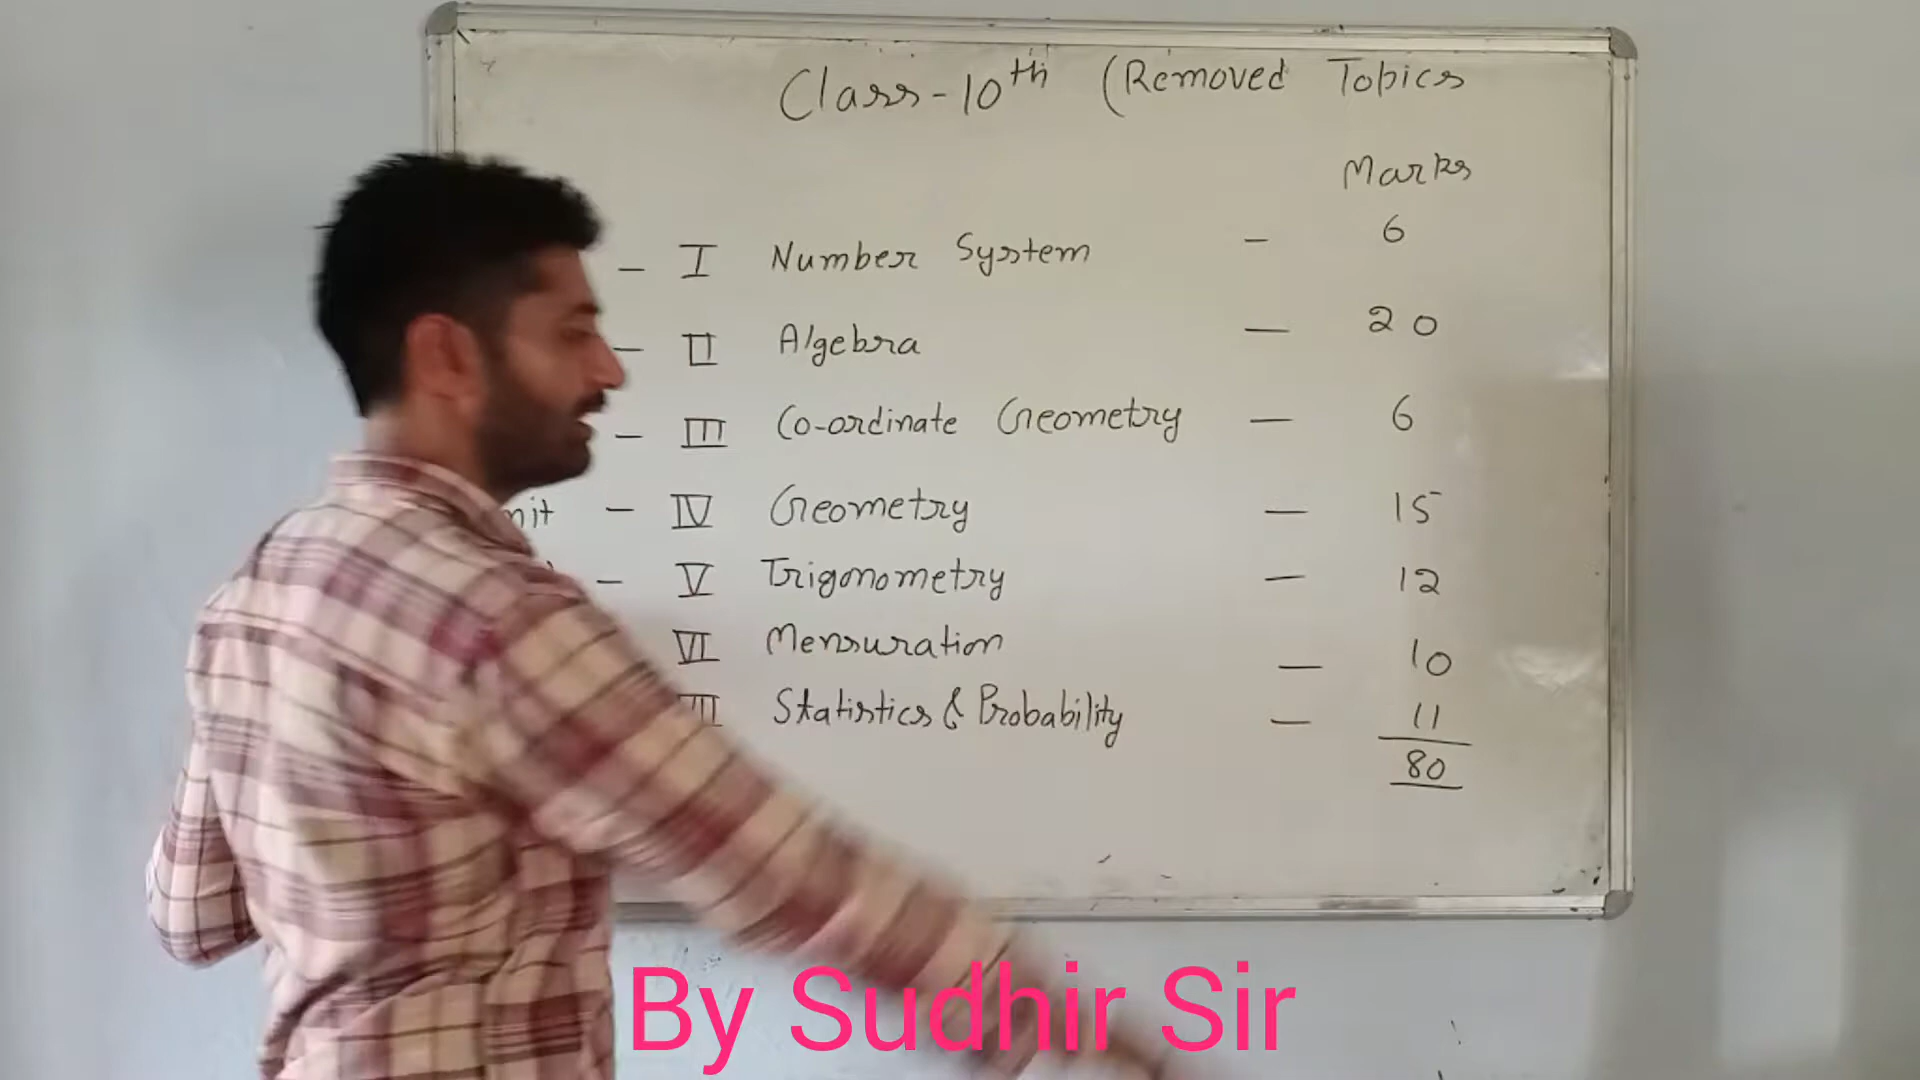 Class-10th (Removed Topics
Marks
- I Number System - 6
- II Algebra - 20
- III Co-ordinate Geometry - 6
- IV Geometry - 15
- V Trigonometry - 12
VI Mensuration - 10
VII Statistics & Probability - 11
80
By Sudhir Sir